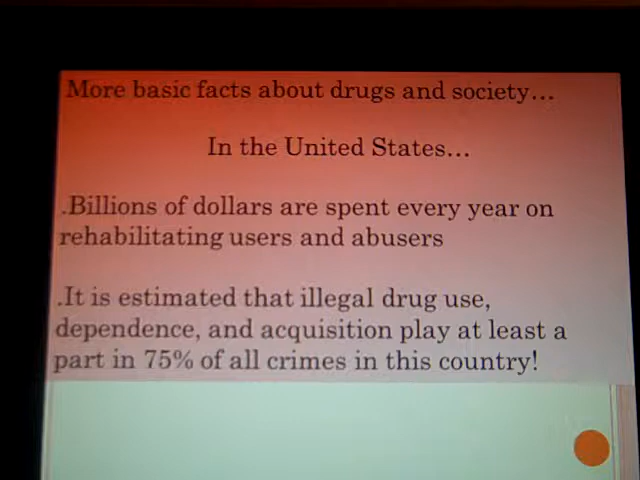 More basic facts about drugs and society…
In the United States…
.Billions of dollars are spent every year on
rehabilitating users and abusers
.It is estimated that illegal drug use,
dependence, and acquisition play at least a
part in 75% of all crimes in this country!